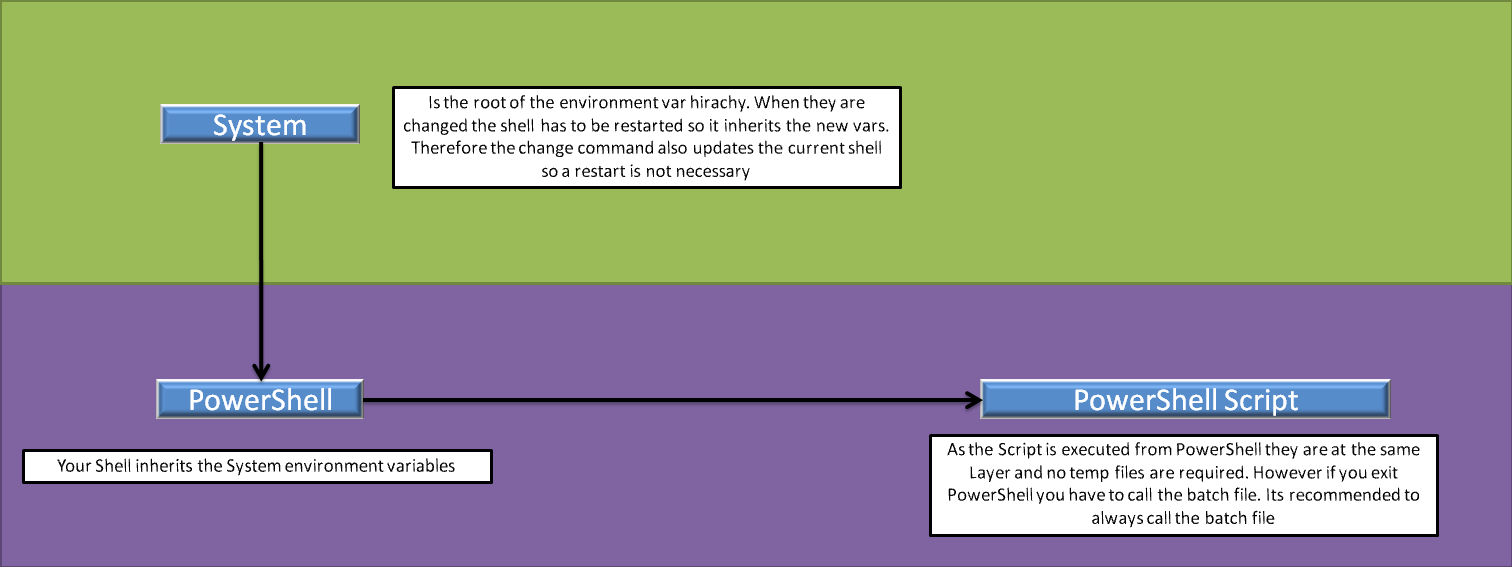 System
Is the root of the environment var hirachy. When they are
changed the shell has to be restarted so it inherits the new vars.
Therefore the change command also updates the current shell
so a restart is not necessary
PowerShell
Your Shell inherits the System environment variables
PowerShell Script
As the Script is executed from PowerShell they are at the same
Layer and no temp files are required. However if you exit
PowerShell you have to call the batch file. Its recommended to
always call the batch file